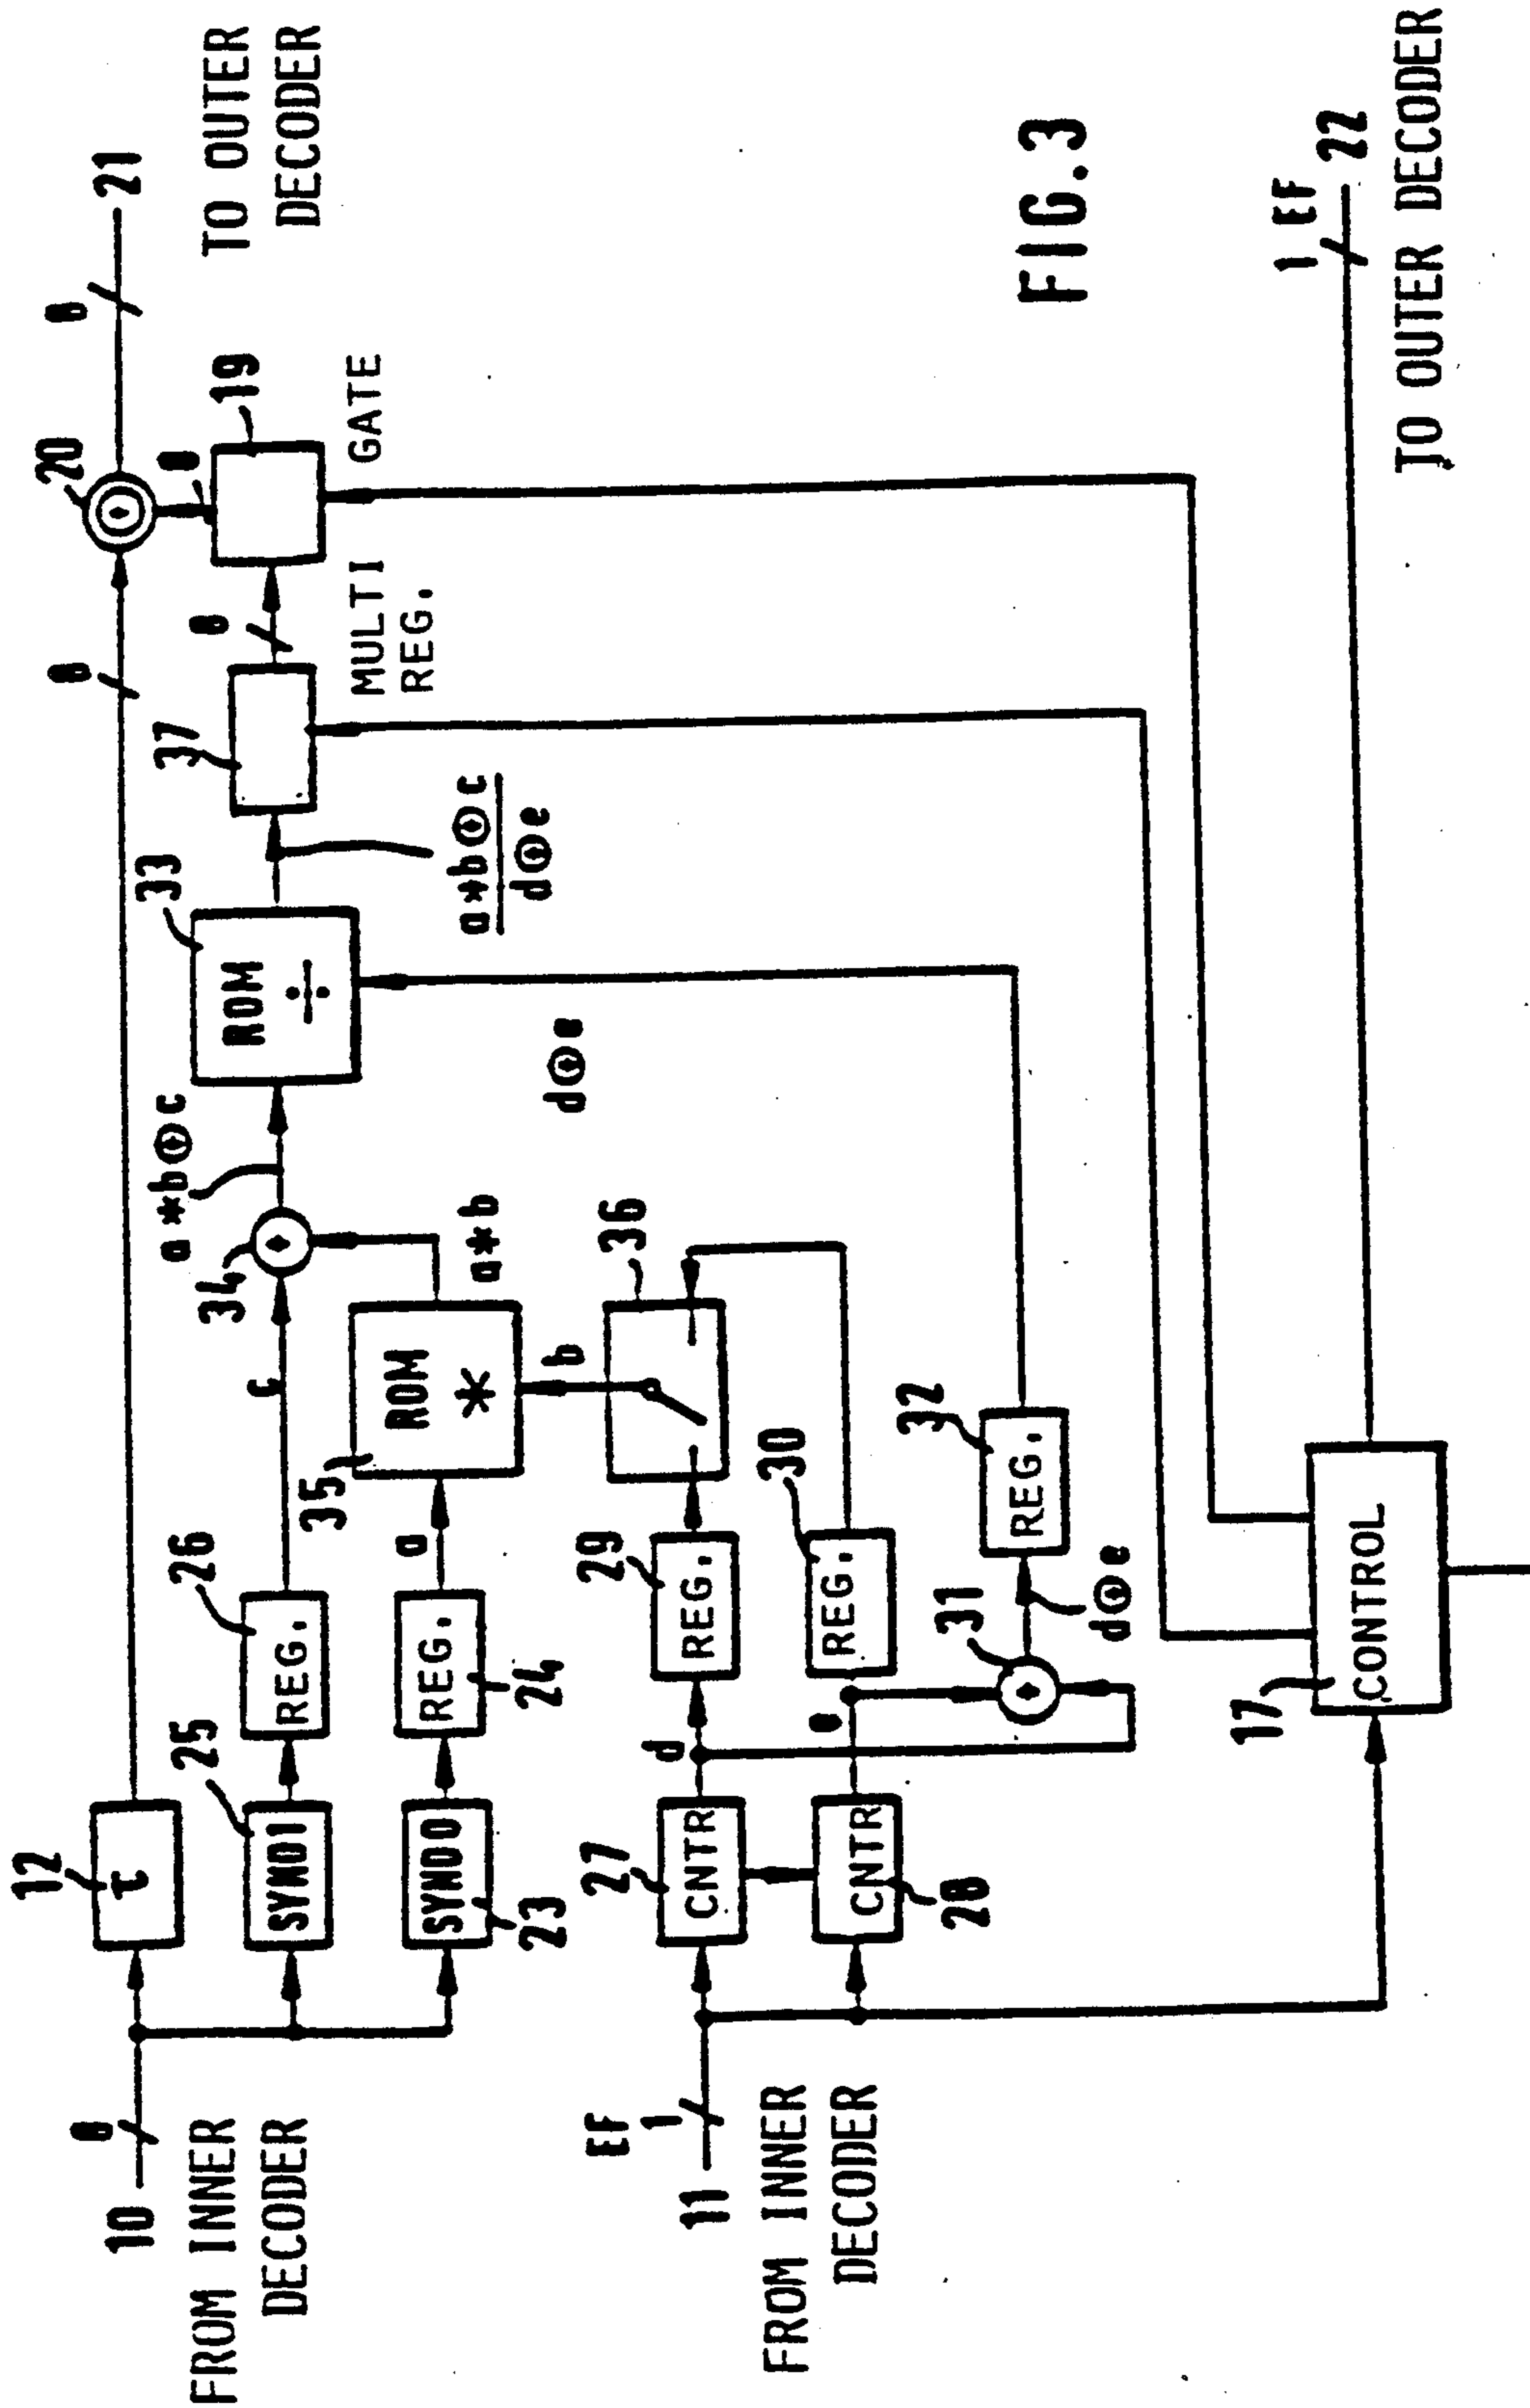 10
8
FROM INNER
DECODER
12
τ
25
SYND1
26
REG.
c
34
a*b⊕c
33
ROM
÷
a*b⊕c
d⊕e
37
MULTI
REG.
8
19
GATE
8
20
8
8
21
TO OUTER
DECODER
SYND0
23
REG.
24
a
35
ROM
*
a*b
b
36
11
EF
1
FROM INNER
DECODER
27
CNTR
d
29
REG.
CNTR
28
e
30
REG.
31
d⊕e
32
REG.
d⊕e
17
CONTROL
1 EF
22
TO OUTER DECODER
FIG.3